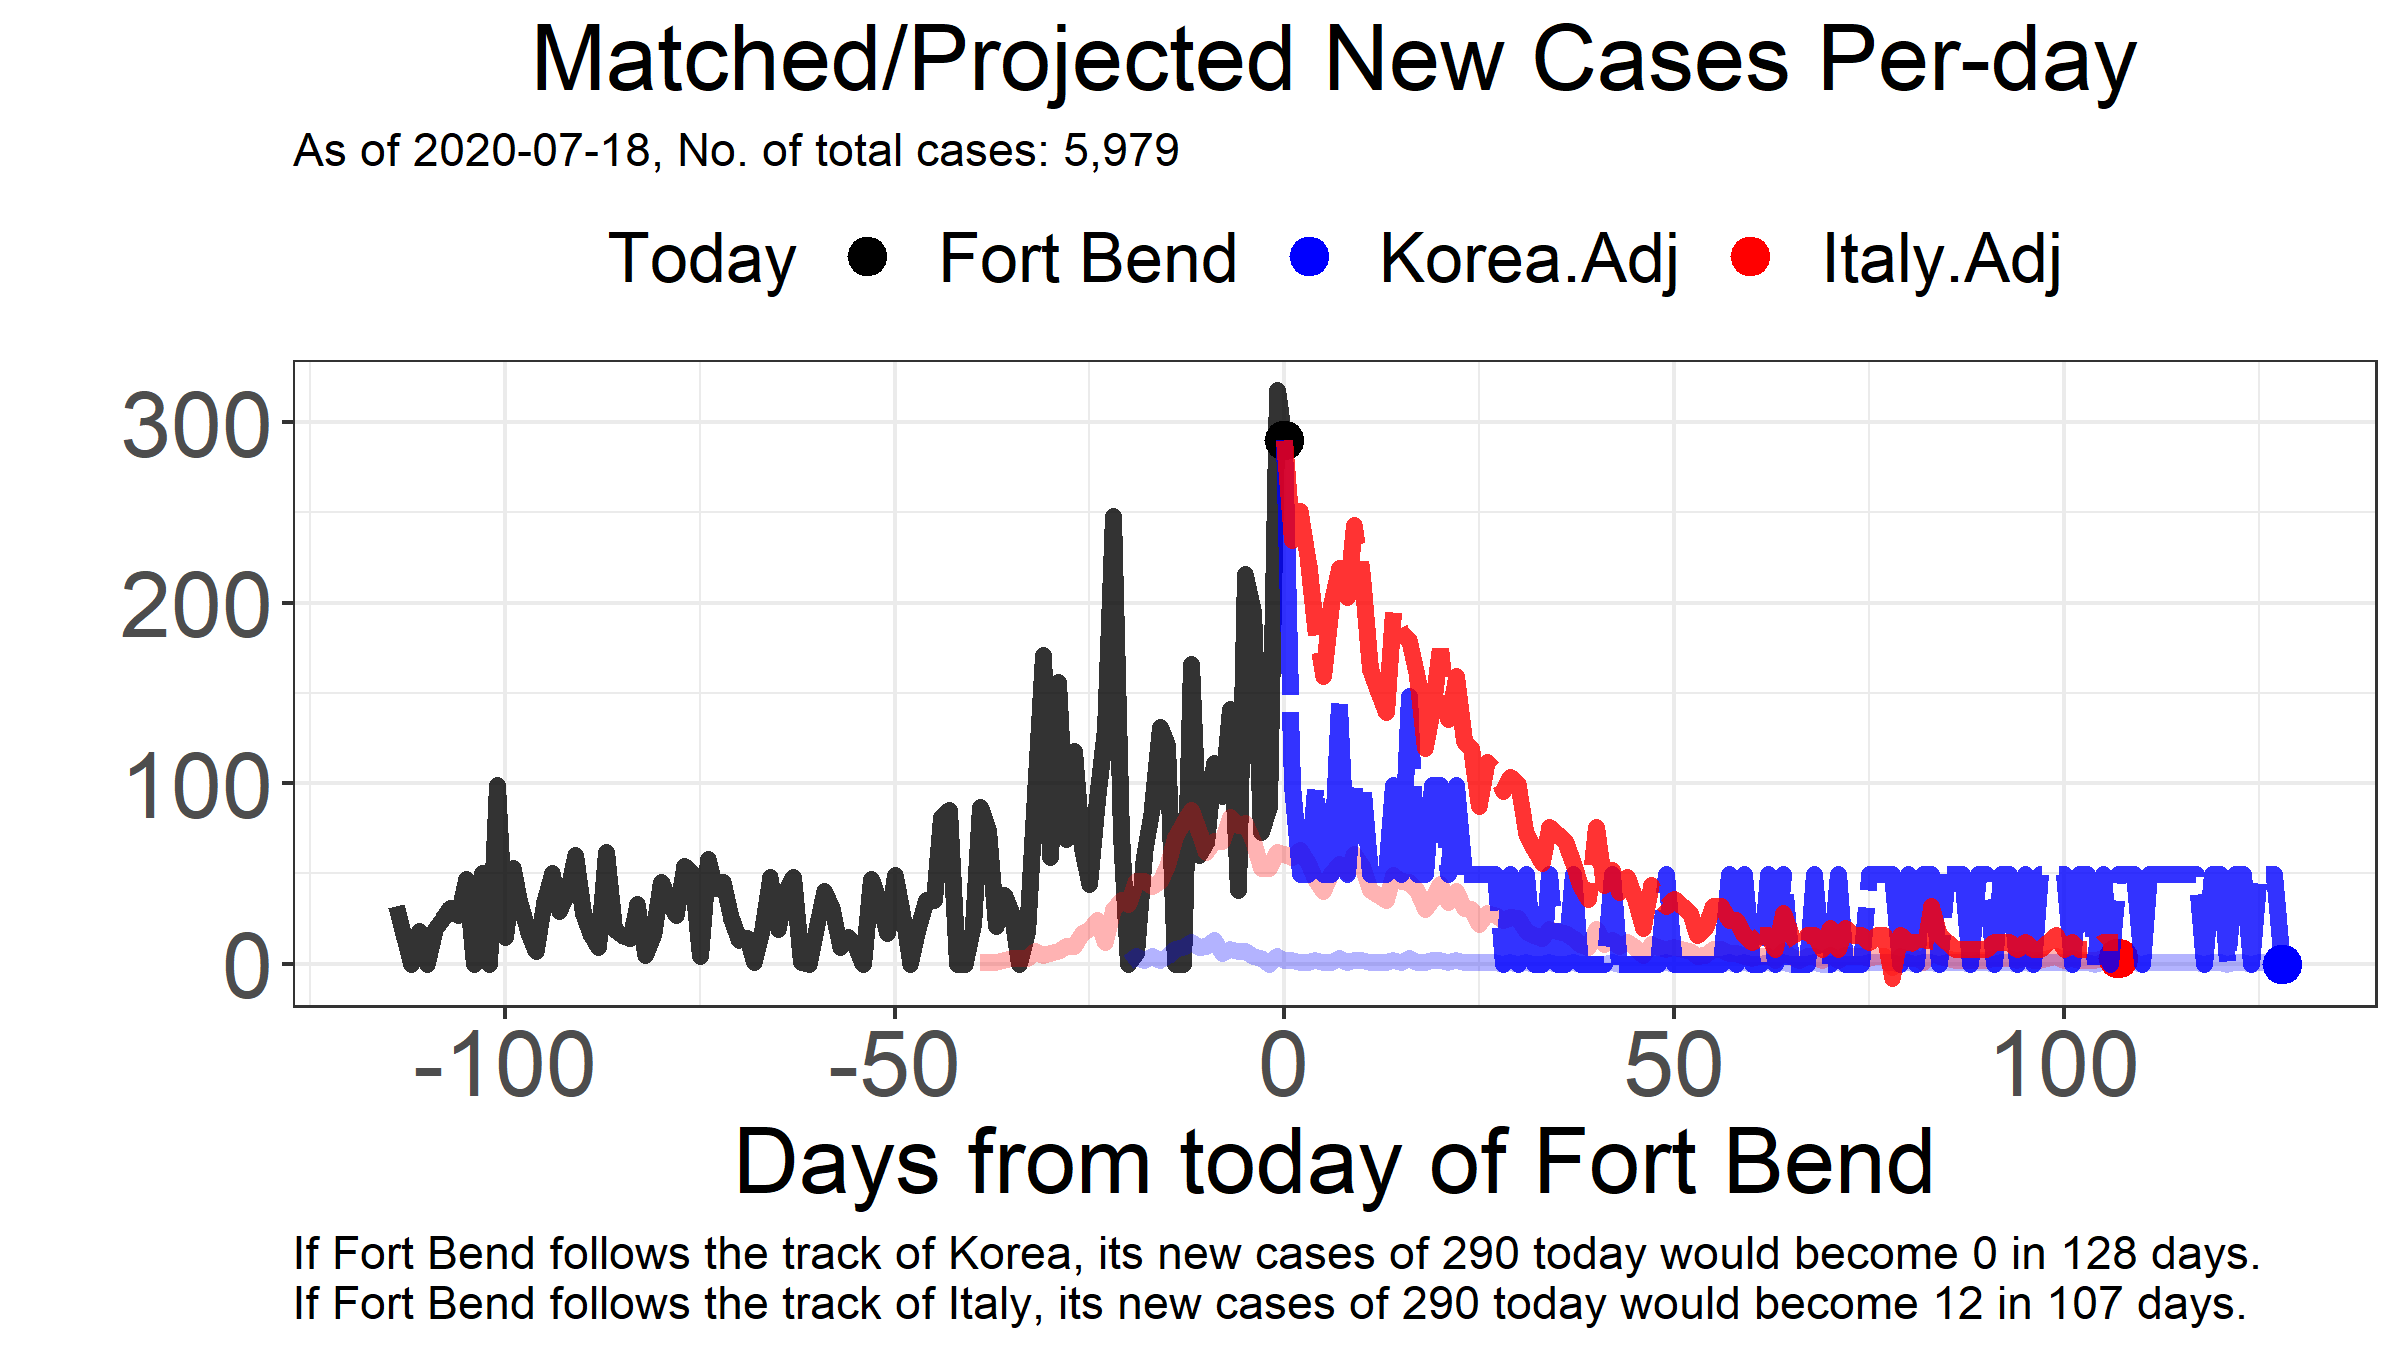 Matched/Projected New Cases Per-day
As of 2020-07-18, No. of total cases: 5,979
Today Fort Bend Korea.Adj Italy.Adj
300
200
100
0
-100 -50 0 50 100
Days from today of Fort Bend
If Fort Bend follows the track of Korea, its new cases of 290 today would become 0 in 128 days.
If Fort Bend follows the track of Italy, its new cases of 290 today would become 12 in 107 days.